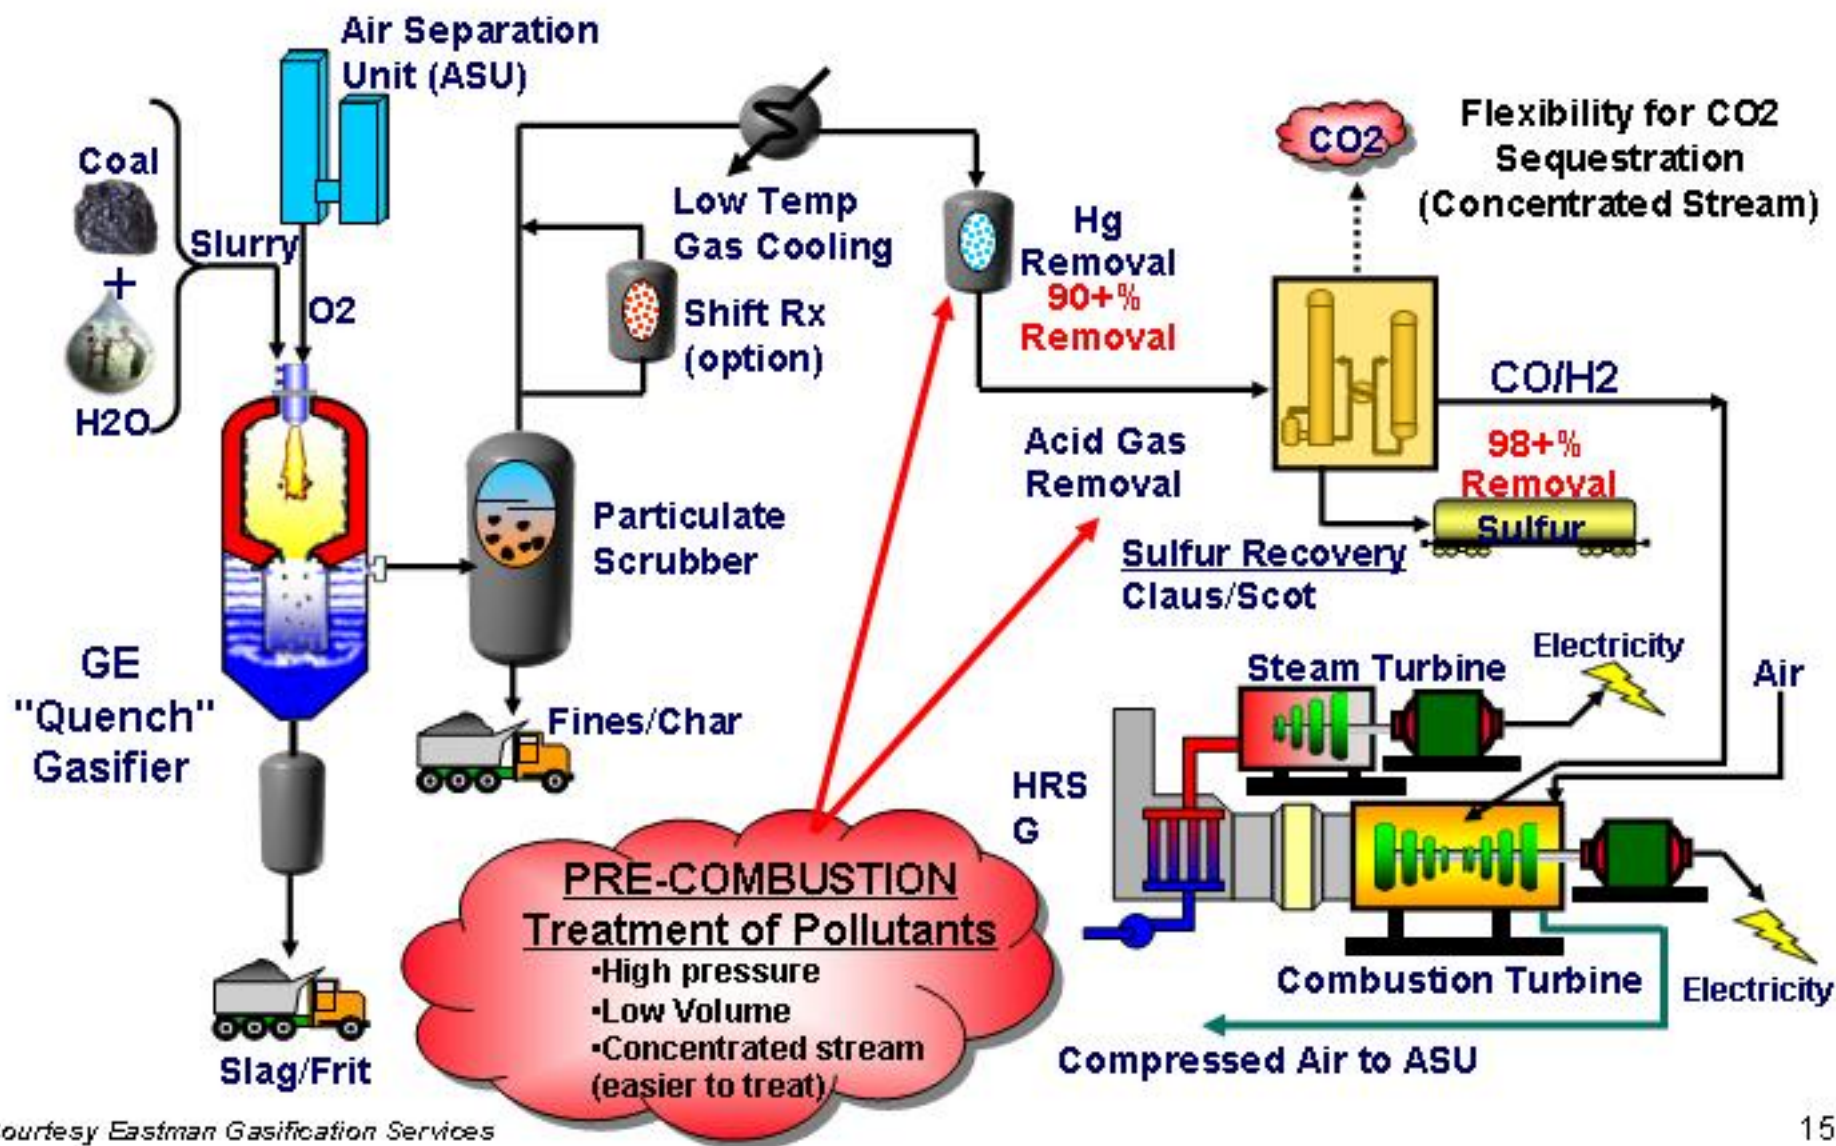 Air Separation
Unit (ASU)
Coal
+
H2O
Slurry
O2
Low Temp
Gas Cooling
Shift Rx
(option)
Hg
Removal
90+%
Removal
CO2
Flexibility for CO2
Sequestration
(Concentrated Stream)
CO/H2
98+%
Removal
Sulfur
Acid Gas
Removal
Sulfur Recovery
Claus/Scot
Particulate
Scrubber
GE
"Quench"
Gasifier
Fines/Char
Slag/Frit
Steam Turbine
Electricity
Air
HRS
G
Combustion Turbine
Electricity
Compressed Air to ASU
PRE-COMBUSTION
Treatment of Pollutants
•High pressure
•Low Volume
•Concentrated stream
(easier to treat)
ourtesy Eastman Gasification Services
15